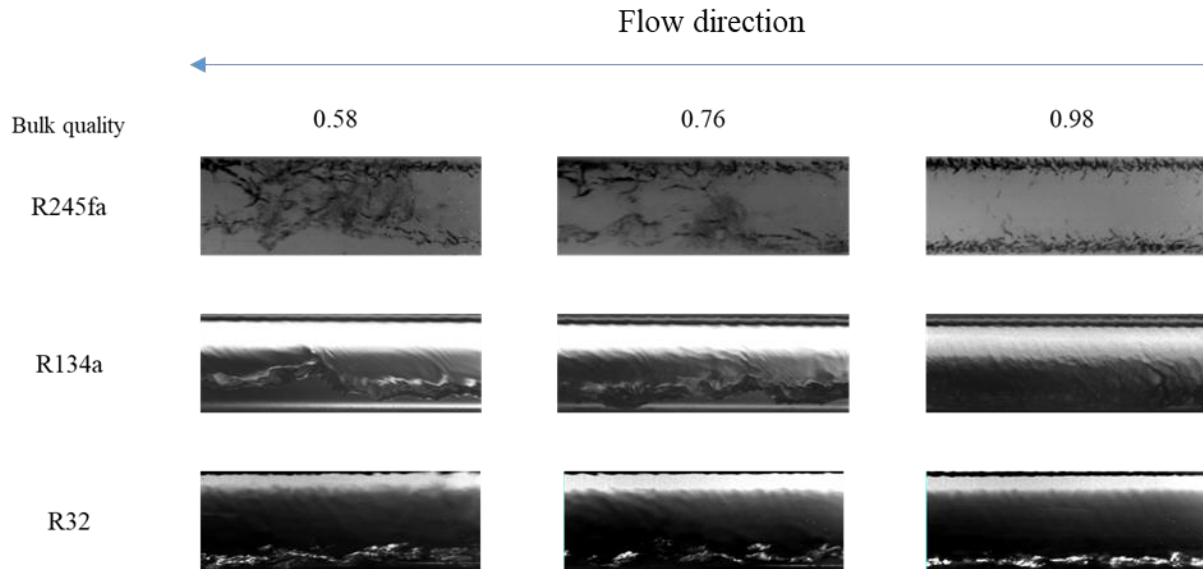 Flow direction
Bulk quality 0.58 0.76 0.98
R245fa
R134a
R32